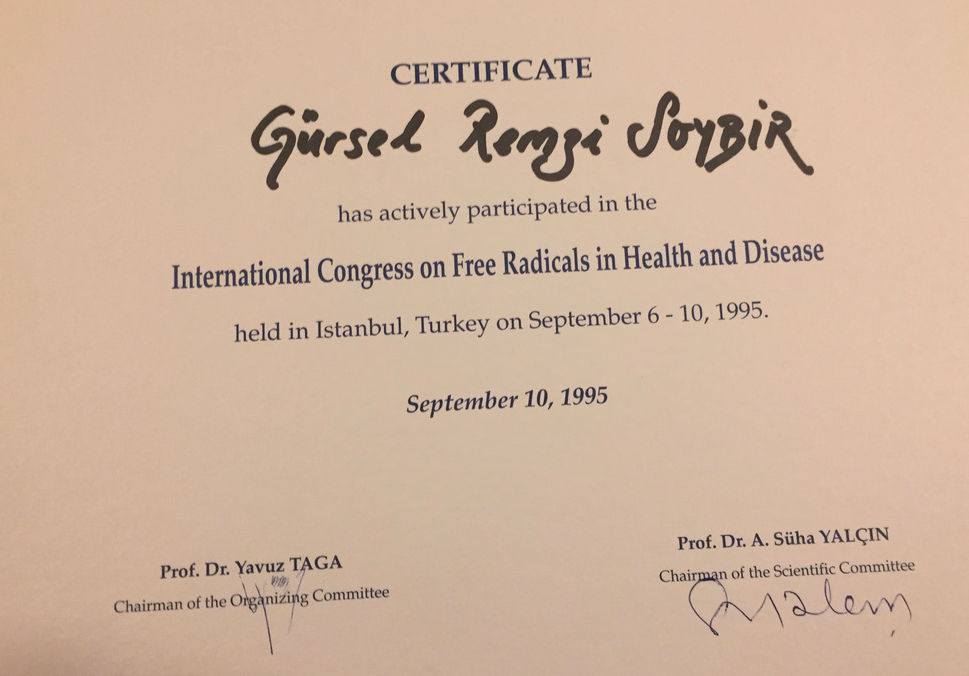 CERTIFICATE
Gürsel Remzi SOYBİR
has actively participated in the
International Congress on Free Radicals in Health and Disease
held in Istanbul, Turkey on September 6 - 10, 1995.
September 10, 1995
Prof. Dr. Yavuz TAGA
Chairman of the Organizing Committee
Prof. Dr. A. Süha YALÇIN
Chairman of the Scientific Committee